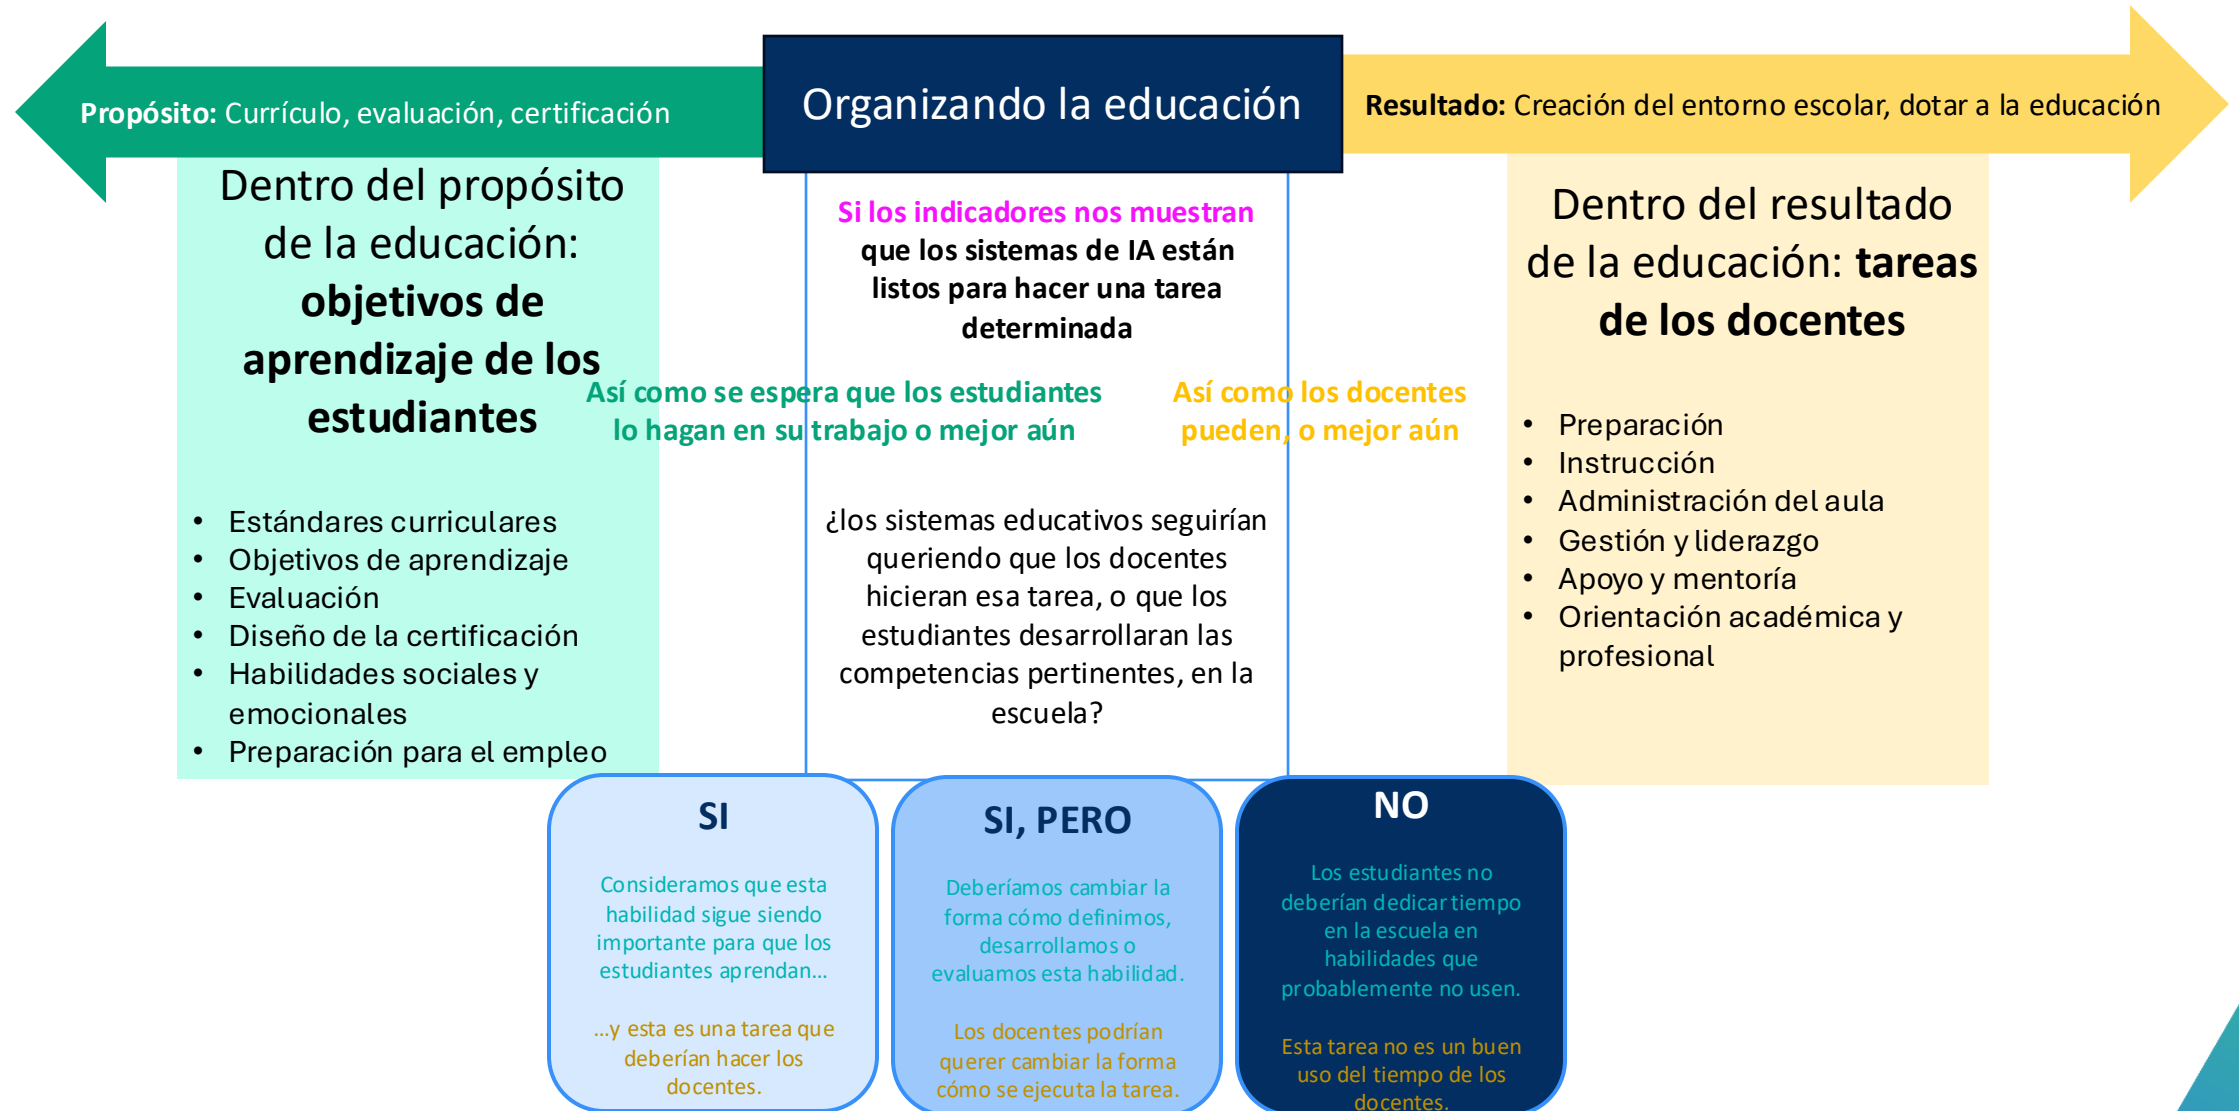 Propósito: Currículo, evaluación, certificación
Organizando la educación
Resultado: Creación del entorno escolar, dotar a la educación
Dentro del propósito
de la educación:
objetivos de
aprendizaje de los
estudiantes
• Estándares curriculares
• Objetivos de aprendizaje
• Evaluación
• Diseño de la certificación
• Habilidades sociales y
emocionales
• Preparación para el empleo
Si los indicadores nos muestran
que los sistemas de IA están
listos para hacer una tarea
determinada
Así como se espera que los estudiantes
lo hagan en su trabajo o mejor aún
Así como los docentes
pueden, o mejor aún
¿los sistemas educativos seguirían
queriendo que los docentes
hicieran esa tarea, o que los
estudiantes desarrollaran las
competencias pertinentes, en la
escuela?
Dentro del resultado
de la educación: tareas
de los docentes
• Preparación
• Instrucción
• Administración del aula
• Gestión y liderazgo
• Apoyo y mentoría
• Orientación académica y
profesional
SI
Consideramos que esta
habilidad sigue siendo
importante para que los
estudiantes aprendan…
…y esta es una tarea que
deberían hacer los
docentes.
SI, PERO
Deberíamos cambiar la
forma cómo definimos,
desarrollamos o
evaluamos esta habilidad.
Los docentes podrían
querer cambiar la forma
cómo se ejecuta la tarea.
NO
Los estudiantes no
deberían dedicar tiempo
en la escuela en
habilidades que
probablemente no usen.
Esta tarea no es un buen
uso del tiempo de los
docentes.